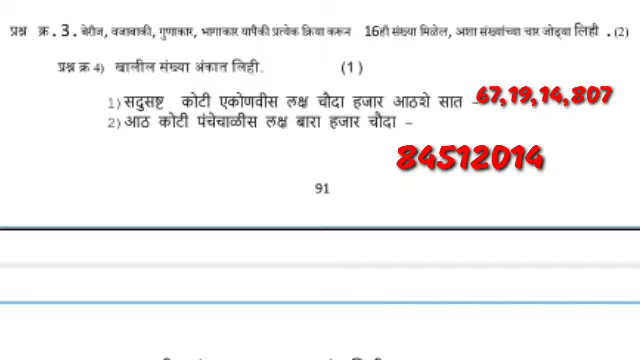 प्रश्न क्र.3. बेरीज, वजाबाकी, गुणाकार, भागाकार यापैकी प्रत्येक क्रिया करून 16ही संख्या मिळेल, अशा संख्यांच्या चार जोड्या लिही .(2)
प्रश्न क्र 4) खालील संख्या अंकात लिही. (1)
1) सदुसष्ट कोटी एकोणवीस लक्ष चौदा हजार आठशे सात – 67,19,14,807
2) आठ कोटी पंचेचाळीस लक्ष बारा हजार चौदा –
84512014
91